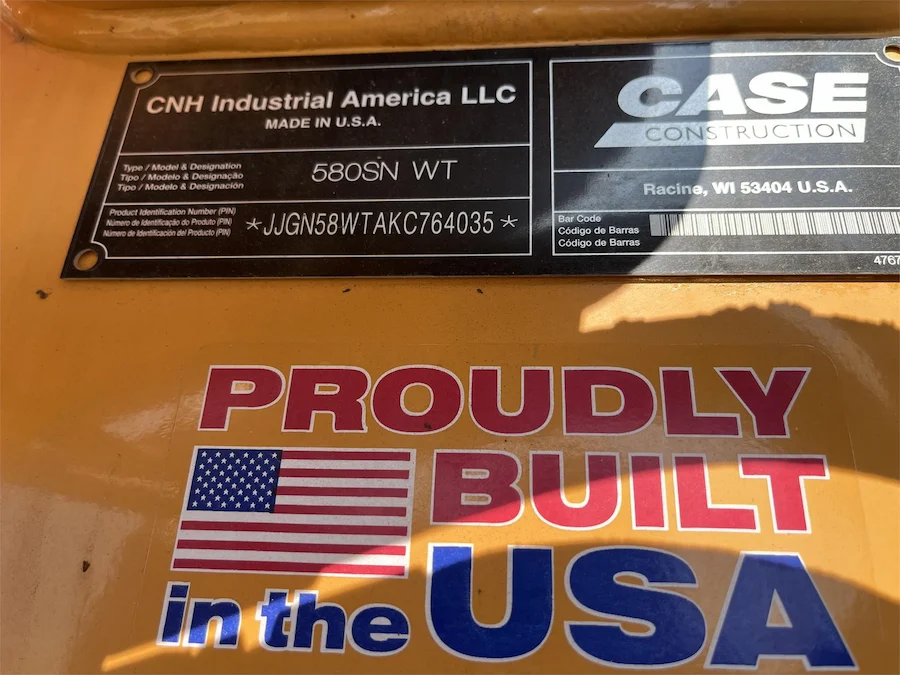 CNH Industrial America LLC
MADE IN U.S.A.
Type / Model & Designation
Tipo / Modelo & Designação
Tipo / Modelo & Designación
580SN WT
Product Identification Number (PIN)
Número de Identificação do Produto (PIN)
Número de Identificación del Producto (PIN)
*JJGN58WTAKC764035*
CASE
CONSTRUCTION
Racine, WI 53404 U.S.A.
Bar Code
Código de Barras
Código de Barras
4767
PROUDLY
BUILT
in the USA